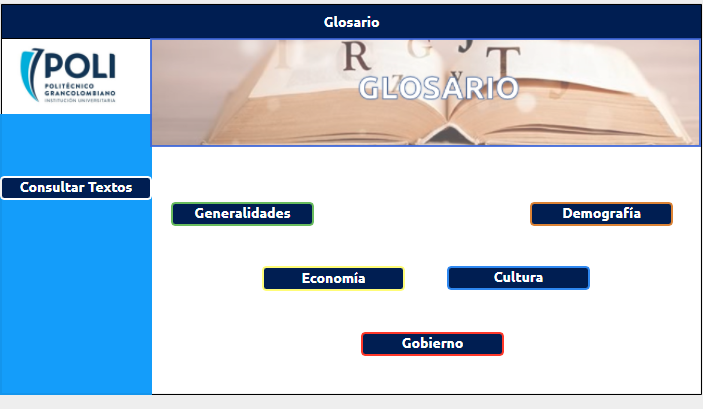 Glosario
POLI
POLITÉCNICO
GRANCOLOMBIANO
INSTITUCIÓN UNIVERSITARIA
R G J T
Z Y
GLOSARIO
Consultar Textos
Generalidades
Demografía
Economía
Cultura
Gobierno